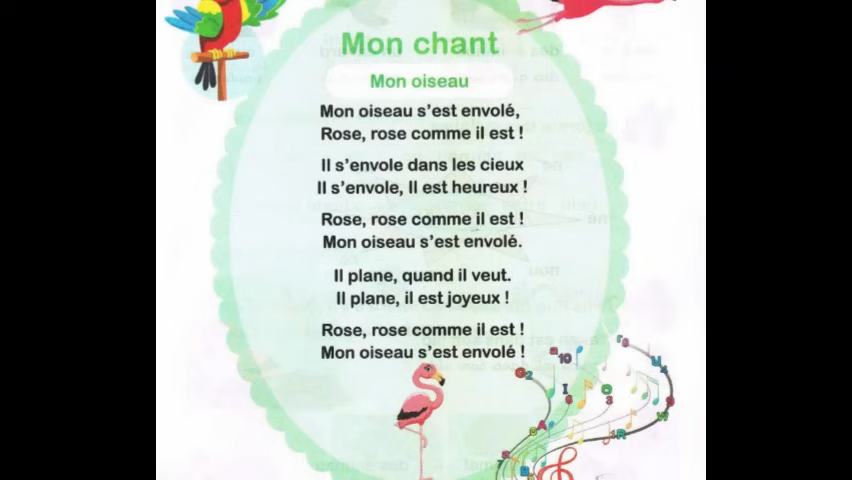 Mon chant
Mon oiseau
Mon oiseau s'est envolé,
Rose, rose comme il est !
Il s'envole dans les cieux
Il s'envole, Il est heureux !
Rose, rose comme il est !
Mon oiseau s'est envolé.
Il plane, quand il veut.
Il plane, il est joyeux !
Rose, rose comme il est !
Mon oiseau s'est envolé !